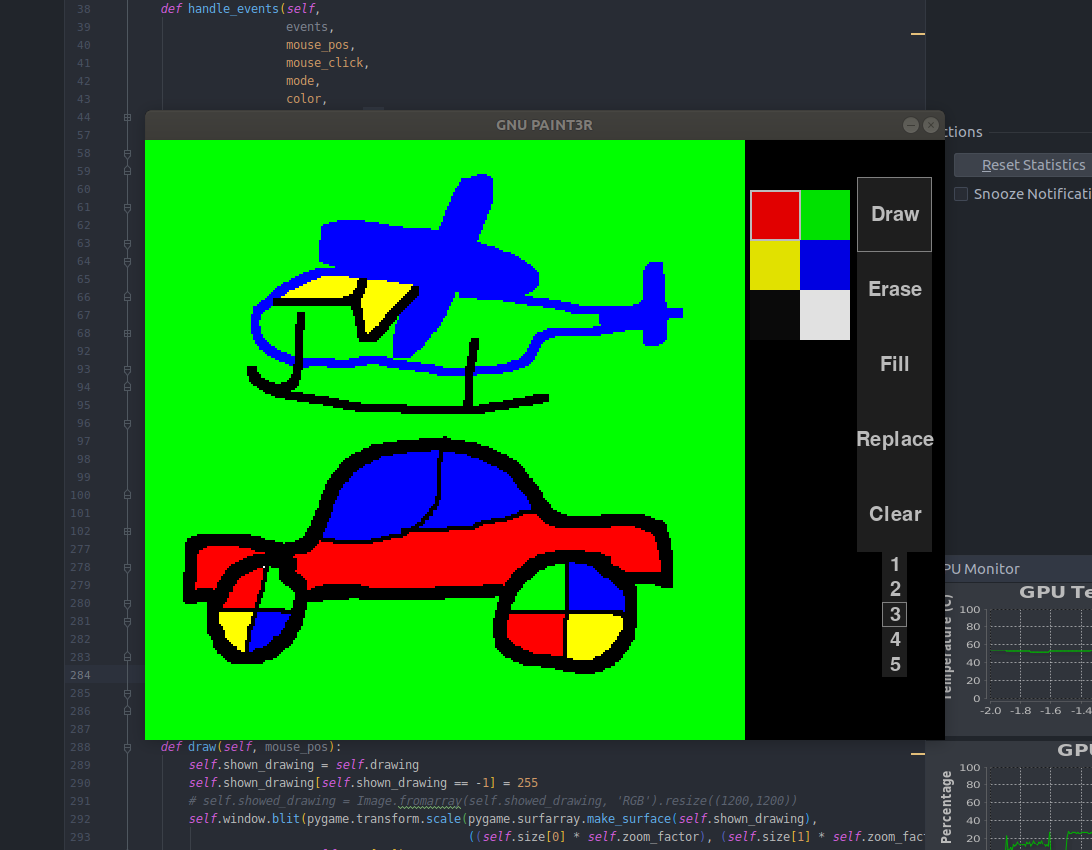 38 def handle_events(self,
39 events,
40 mouse_pos,
41 mouse_click,
42 mode,
43 color,
44
57
58
59
60
61
62
63
64
65
66
67
68
92
93
94
95
96
97
98
99
100
101
102
277
278
279
280
281
282
283
284
285
286
287
GNU PAINT3R
Draw
Erase
Fill
Replace
Clear
1
2
3
4
5
ctions
Reset Statistics
Snooze Notificati
PU Monitor
GPU Te
Temperature (C)
100
80
60
40
20
0
-2.0 -1.8 -1.6 -1.4
GPU
Percentage
100
80
60
40
20
288 def draw(self, mouse_pos):
289 self.shown_drawing = self.drawing
290 self.shown_drawing[self.shown_drawing == -1] = 255
291 # self.showed_drawing = Image.fromarray(self.showed_drawing, 'RGB').resize((1200,1200))
292 self.window.blit(pygame.transform.scale(pygame.surfarray.make_surface(self.shown_drawing),
293 ((self.size[0] * self.zoom_factor), (self.size[1] * self.zoom_fact